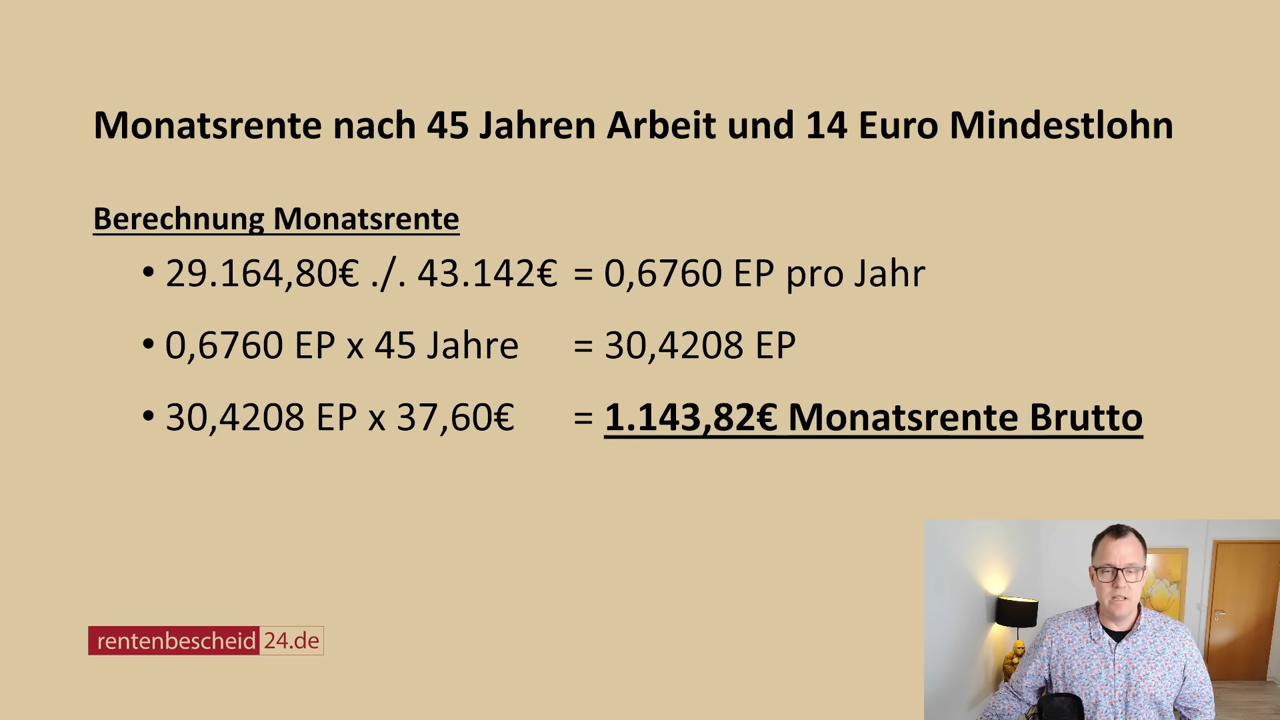 Monatsrente nach 45 Jahren Arbeit und 14 Euro Mindestlohn
Berechnung Monatsrente
• 29.164,80€ ./. 43.142€ = 0,6760 EP pro Jahr
• 0,6760 EP x 45 Jahre = 30,4208 EP
• 30,4208 EP x 37,60€ = 1.143,82€ Monatsrente Brutto
rentenbescheid 24.de